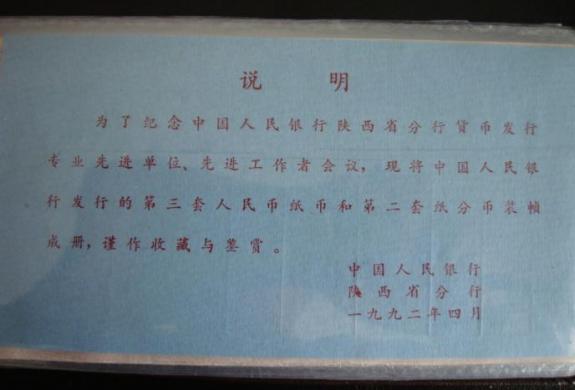 说 明
为了纪念中国人民银行陕西省分行货币发行
专业先进单位、先进工作者会议，现将中国人民银
行发行的第三套人民币纸币和第二套纸分币装帧
成册，谨作收藏与鉴赏。
中国人民银行
陕西省分行
一九九二年四月